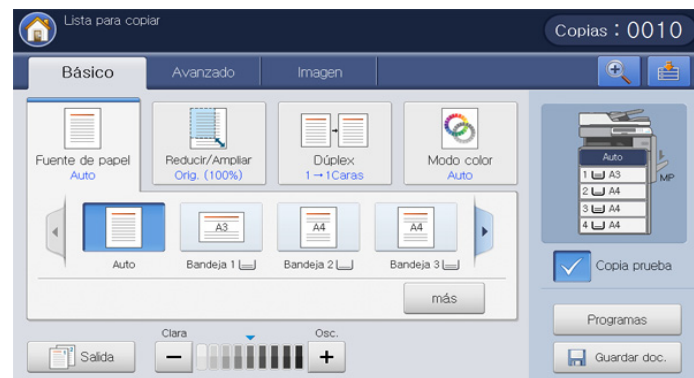 Lista para copiar
Copias : 0010
Básico
Avanzado
Imagen
Fuente de papel
Auto
Reducir/Ampliar
Orig. (100%)
Dúplex
1→1Caras
Modo color
Auto
Auto
A3
Bandeja 1
A4
Bandeja 2
A4
Bandeja 3
más
Auto
1 A3
2 A4
3 A4
4 A4
MP
Copia prueba
Programas
Guardar doc.
Salida
Clara
Osc.